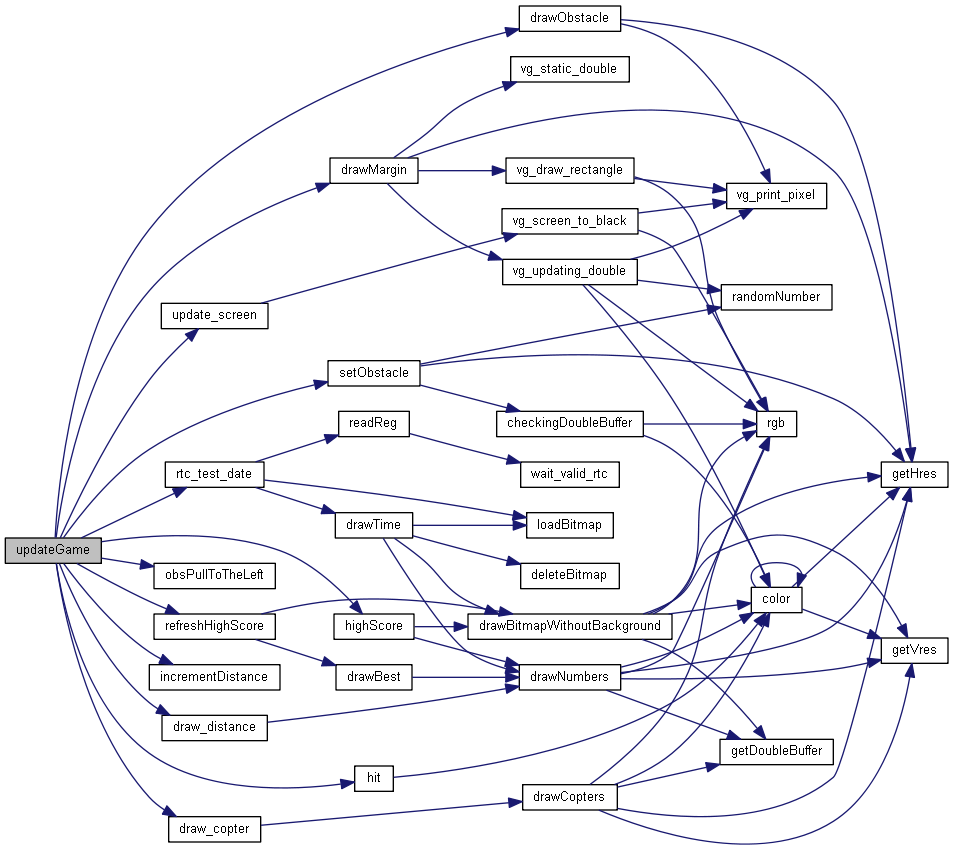 drawObstacle
vg_static_double
drawMargin
vg_draw_rectangle
vg_print_pixel
vg_screen_to_black
vg_updating_double
randomNumber
update_screen
setObstacle
checkingDoubleBuffer
rgb
readReg
rtc_test_date
wait_valid_rtc
getHres
drawTime
loadBitmap
updateGame
obsPullToTheLeft
deleteBitmap
color
refreshHighScore
highScore
drawBitmapWithoutBackground
getVres
incrementDistance
drawBest
drawNumbers
draw_distance
getDoubleBuffer
hit
drawCopters
draw_copter